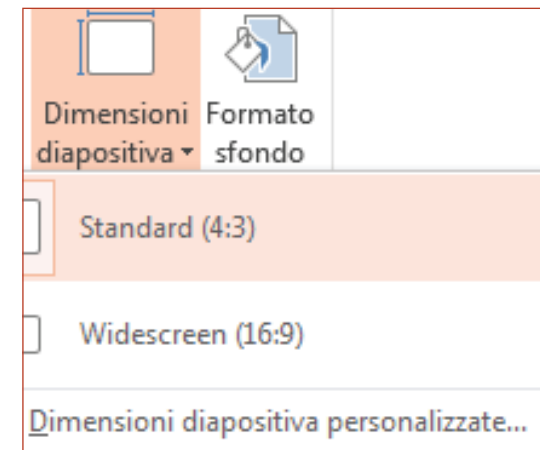 Dimensioni Formato
diapositiva sfondo
Standard (4:3)
Widescreen (16:9)
Dimensioni diapositiva personalizzate...